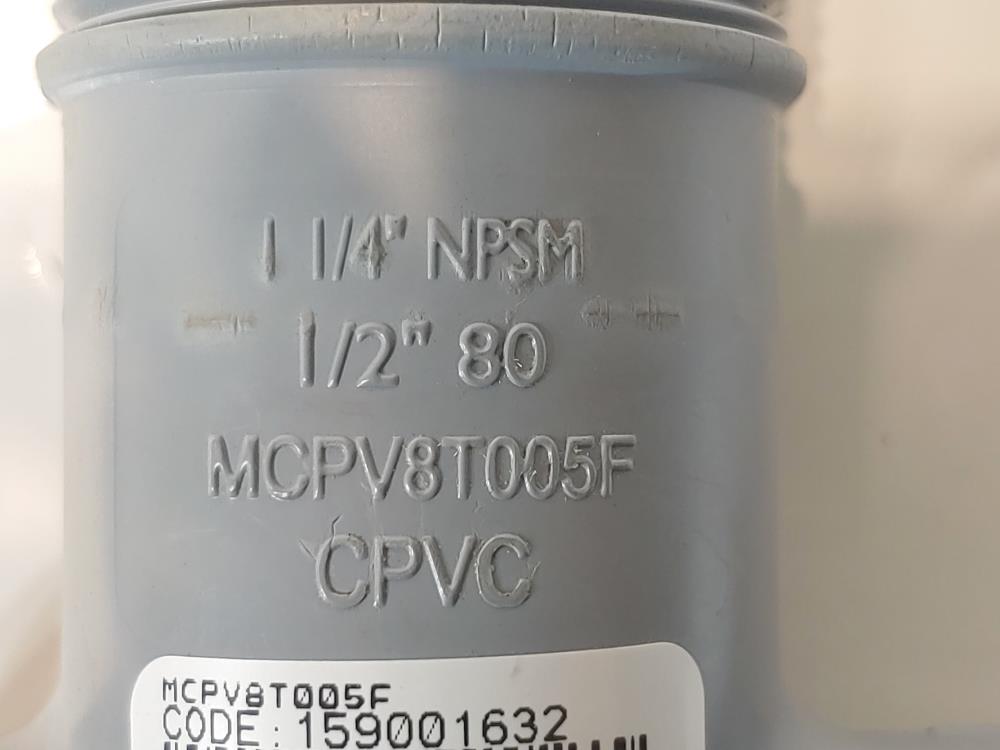 1 1/4" NPSM
1/2" 80
MCPV8T005F
CPVC
MCPV8T005F
CODE: 159001632